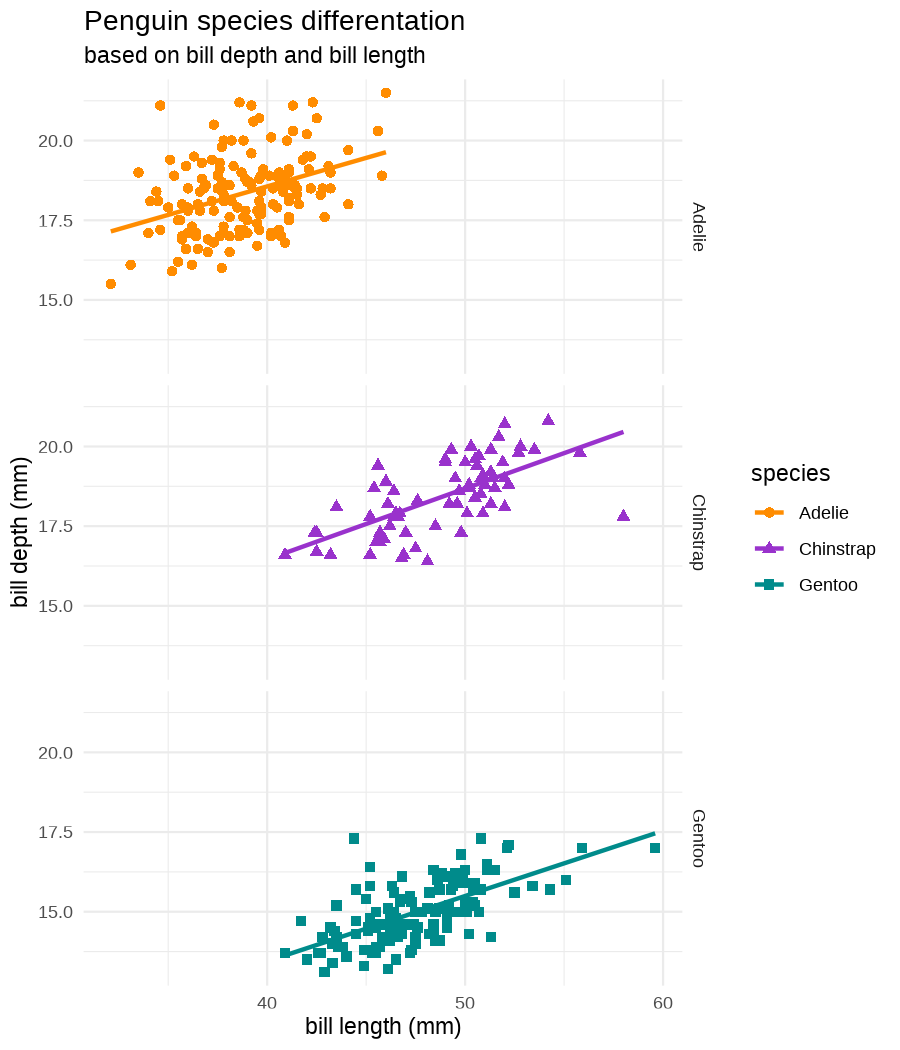 Penguin species differentation
based on bill depth and bill length
20.0
17.5
15.0
Adelie
20.0
17.5
15.0
Chinstrap
20.0
17.5
15.0
Gentoo
40
50
60
bill length (mm)
bill depth (mm)
species
Adelie
Chinstrap
Gentoo